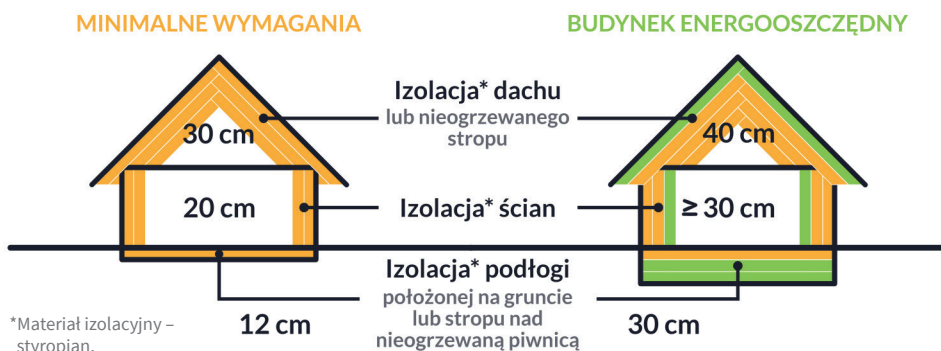 MINIMALNE WYMAGANIA
BUDYNEK ENERGOOSZCZĘDNY
Izolacja* dachu
lub nieogrzewanego
stropu
30 cm
40 cm
20 cm
Izolacja* ścian
≥ 30 cm
Izolacja* podłogi
położonej na gruncie
lub stropu nad
nieogrzewaną piwnicą
12 cm
30 cm
*Materiał izolacyjny –
styropian.